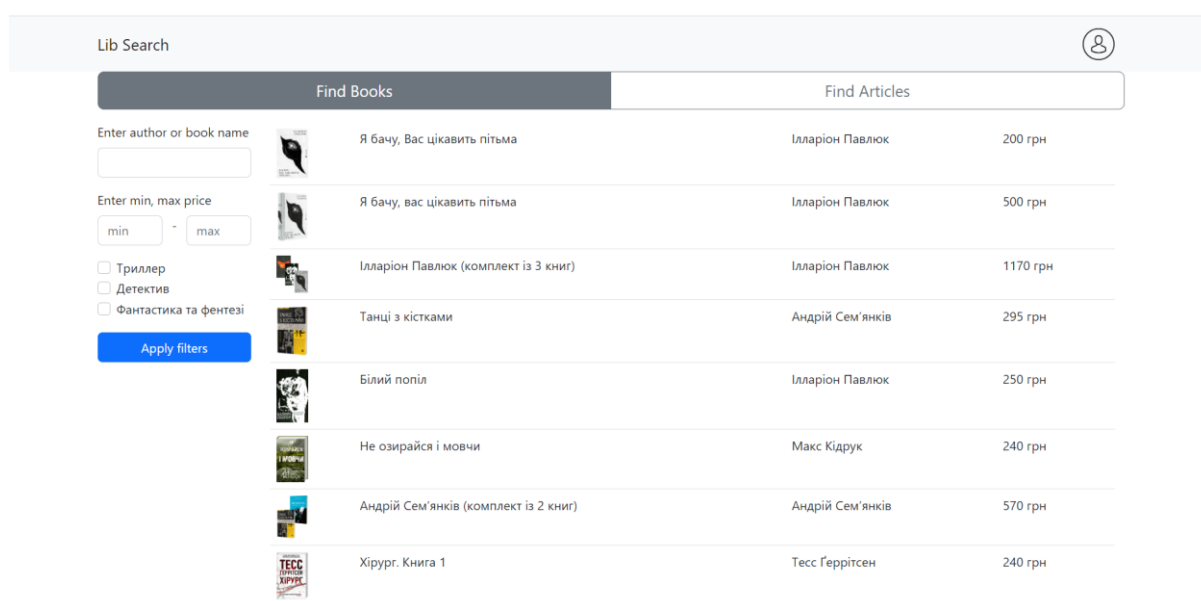 Lib Search
Find Books
Find Articles
Enter author or book name
Enter min, max price
min - max
Триллер
Детектив
Фантастика та фентезі
Apply filters
Я бачу, Вас цікавить пітьма Ілларіон Павлюк 200 грн
Я бачу, вас цікавить пітьма Ілларіон Павлюк 500 грн
Ілларіон Павлюк (комплект із 3 книг) Ілларіон Павлюк 1170 грн
Танці з кістками Андрій Сем'янків 295 грн
Білий попіл Ілларіон Павлюк 250 грн
Не озирайся і мовчи Макс Кідрук 240 грн
Андрій Сем'янків (комплект із 2 книг) Андрій Сем'янків 570 грн
ТЕСС
ҐЕРРІТСЕН
ХІРУРГ
Хірург. Книга 1 Тесс Ґеррітсен 240 грн